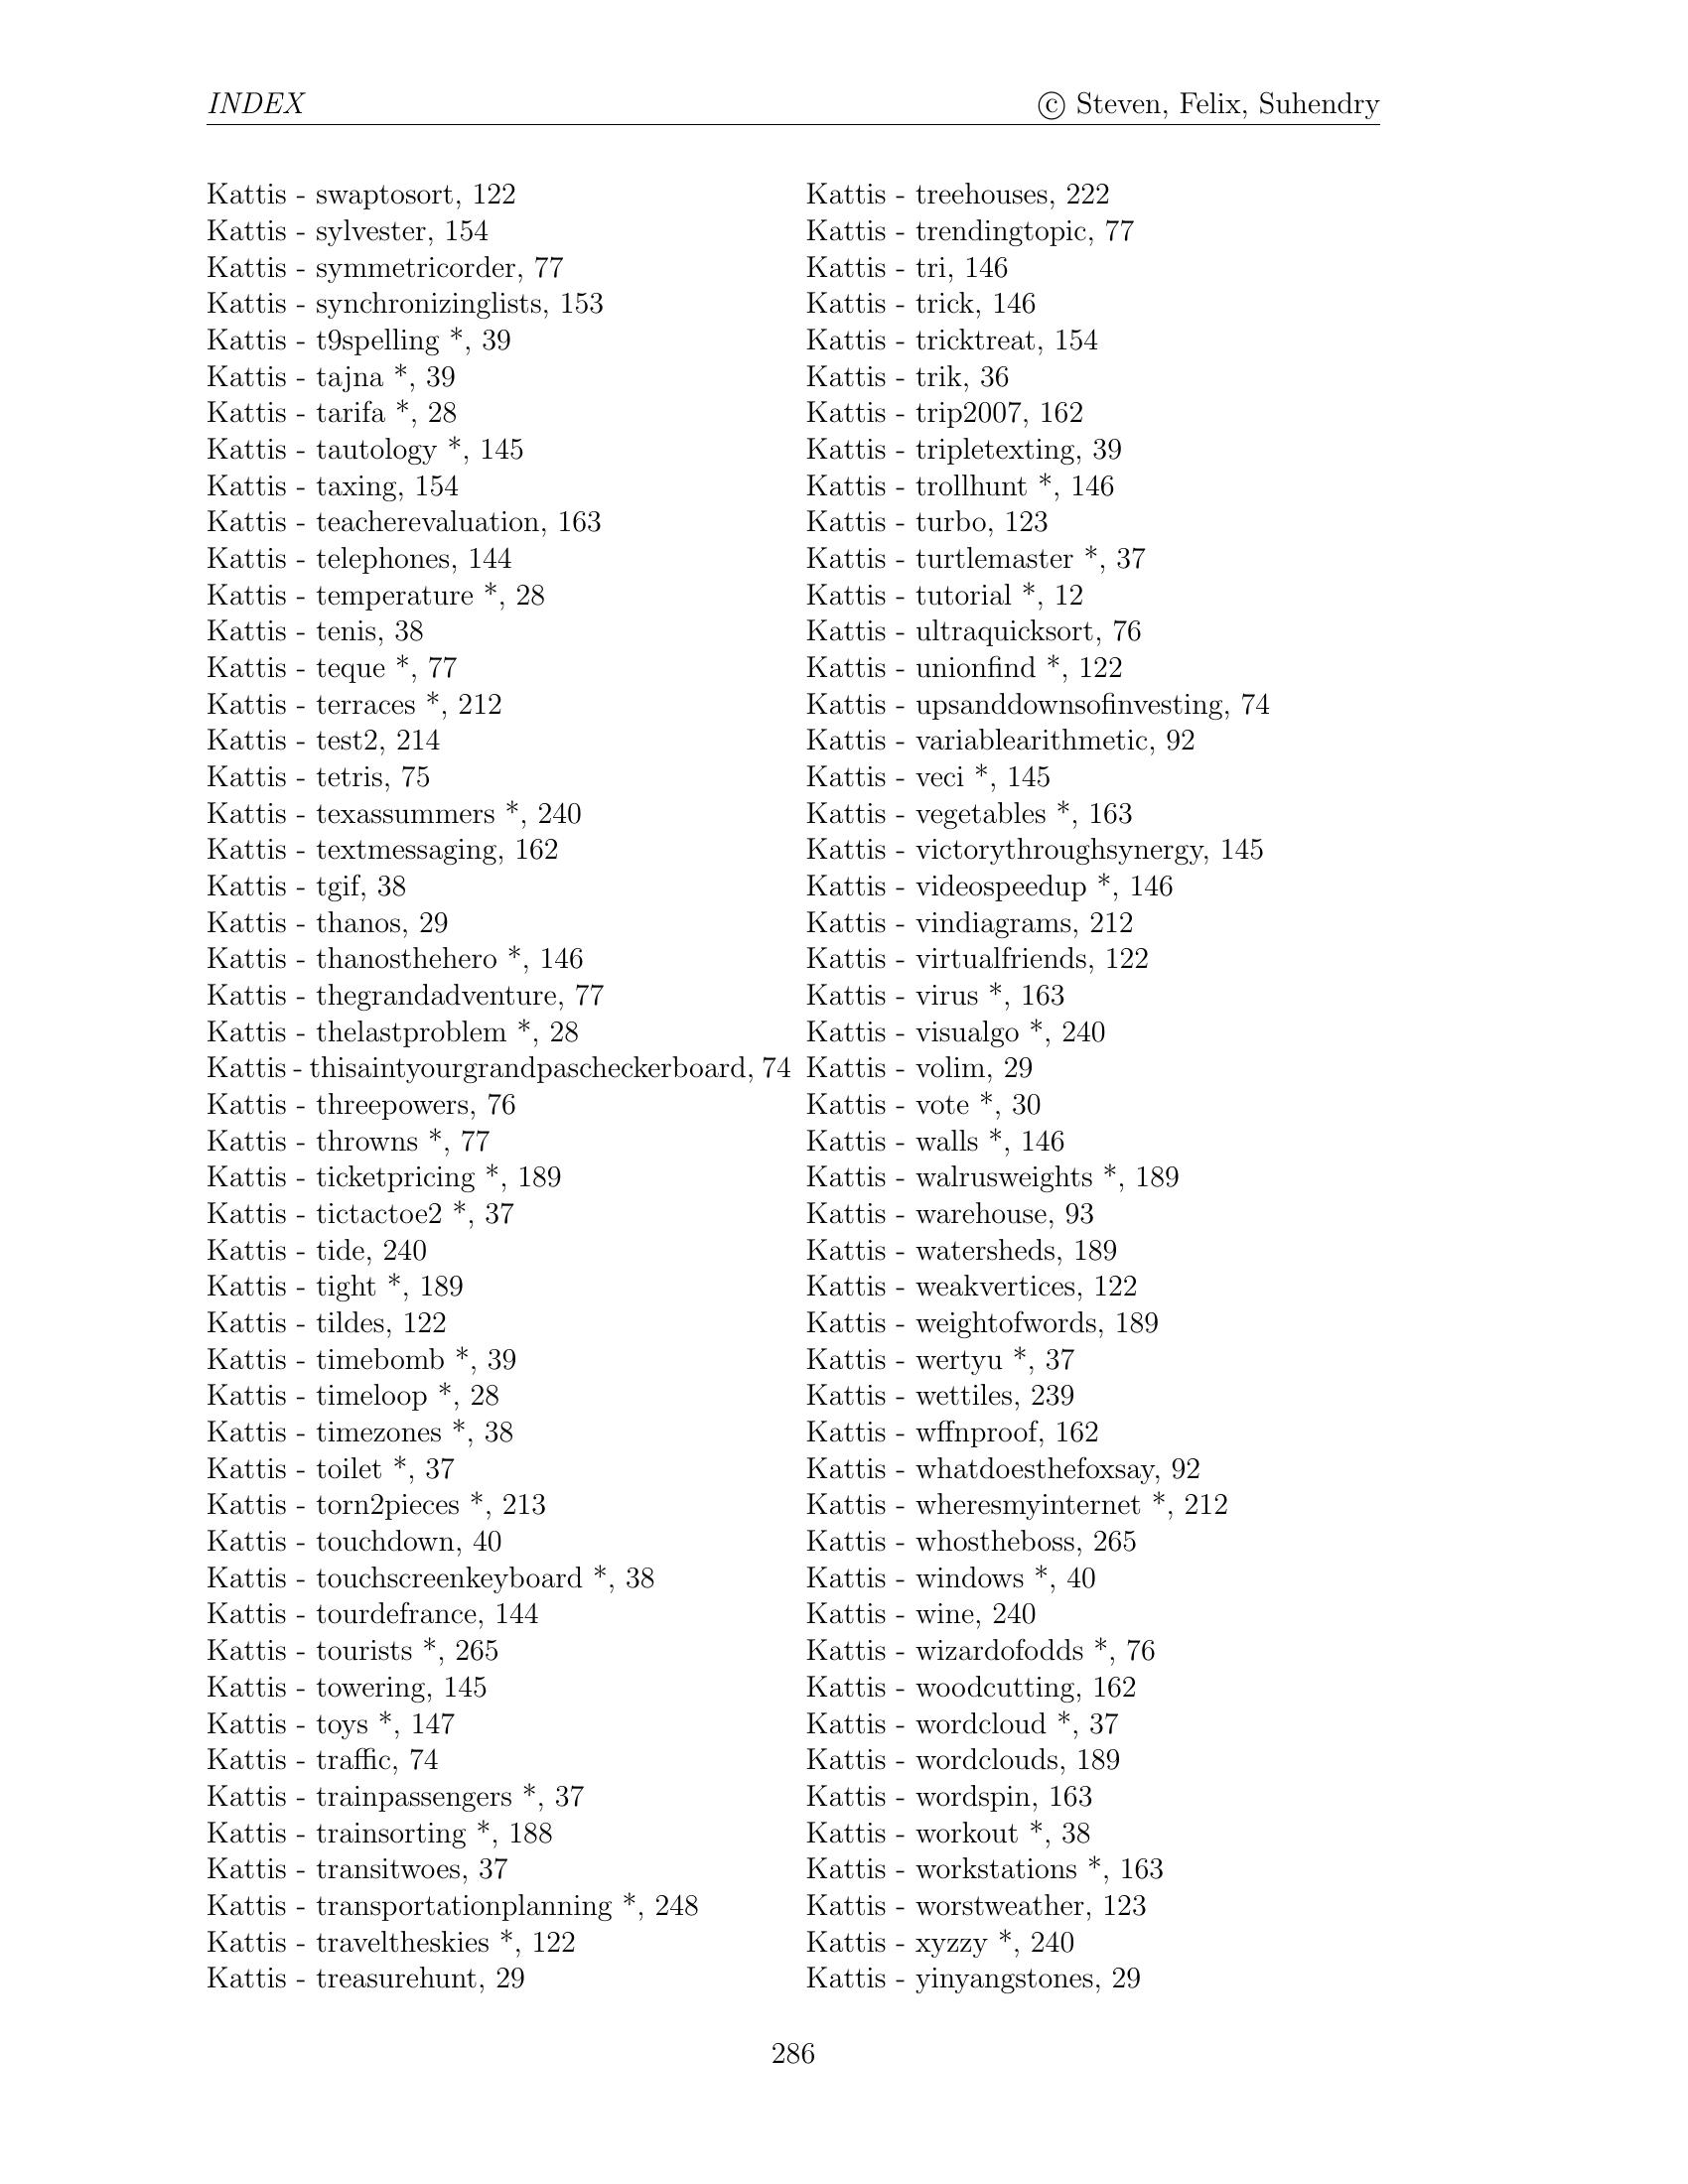 INDEX
© Steven, Felix, Suhendry
Kattis - swaptosort, 122
Kattis - sylvester, 154
Kattis - symmetricorder, 77
Kattis - synchronizinglists, 153
Kattis - t9spelling *, 39
Kattis - tajna *, 39
Kattis - tarifa *, 28
Kattis - tautology *, 145
Kattis - taxing, 154
Kattis - teacherevaluation, 163
Kattis - telephones, 144
Kattis - temperature *, 28
Kattis - tenis, 38
Kattis - teque *, 77
Kattis - terraces *, 212
Kattis - test2, 214
Kattis - tetris, 75
Kattis - texassummers *, 240
Kattis - textmessaging, 162
Kattis - tgif, 38
Kattis - thanos, 29
Kattis - thanosthehero *, 146
Kattis - thegrandadventure, 77
Kattis - thelastproblem *, 28
Kattis - thisaintyourgrandpascheckerboard, 74
Kattis - threepowers, 76
Kattis - throwns *, 77
Kattis - ticketpricing *, 189
Kattis - tictactoe2 *, 37
Kattis - tide, 240
Kattis - tight *, 189
Kattis - tildes, 122
Kattis - timebomb *, 39
Kattis - timeloop *, 28
Kattis - timezones *, 38
Kattis - toilet *, 37
Kattis - torn2pieces *, 213
Kattis - touchdown, 40
Kattis - touchscreenkeyboard *, 38
Kattis - tourdefrance, 144
Kattis - tourists *, 265
Kattis - towering, 145
Kattis - toys *, 147
Kattis - traffic, 74
Kattis - trainpassengers *, 37
Kattis - trainsorting *, 188
Kattis - transitwoes, 37
Kattis - transportationplanning *, 248
Kattis - traveltheskies *, 122
Kattis - treasurehunt, 29
Kattis - treehouses, 222
Kattis - trendingtopic, 77
Kattis - tri, 146
Kattis - trick, 146
Kattis - tricktreat, 154
Kattis - trik, 36
Kattis - trip2007, 162
Kattis - tripletexting, 39
Kattis - trollhunt *, 146
Kattis - turbo, 123
Kattis - turtlemaster *, 37
Kattis - tutorial *, 12
Kattis - ultraquicksort, 76
Kattis - unionfind *, 122
Kattis - upsanddownsofinvesting, 74
Kattis - variablearithmetic, 92
Kattis - veci *, 145
Kattis - vegetables *, 163
Kattis - victorythroughsynergy, 145
Kattis - videospeedup *, 146
Kattis - vindiagrams, 212
Kattis - virtualfriends, 122
Kattis - virus *, 163
Kattis - visualgo *, 240
Kattis - volim, 29
Kattis - vote *, 30
Kattis - walls *, 146
Kattis - walrusweights *, 189
Kattis - warehouse, 93
Kattis - watersheds, 189
Kattis - weakvertices, 122
Kattis - weightofwords, 189
Kattis - wertyu *, 37
Kattis - wettiles, 239
Kattis - wffnproof, 162
Kattis - whatdoesthefoxsay, 92
Kattis - wheresmyinternet *, 212
Kattis - whostheboss, 265
Kattis - windows *, 40
Kattis - wine, 240
Kattis - wizardofodds *, 76
Kattis - woodcutting, 162
Kattis - wordcloud *, 37
Kattis - wordclouds, 189
Kattis - wordspin, 163
Kattis - workout *, 38
Kattis - workstations *, 163
Kattis - worstweather, 123
Kattis - xyzzy *, 240
Kattis - yinyangstones, 29
286